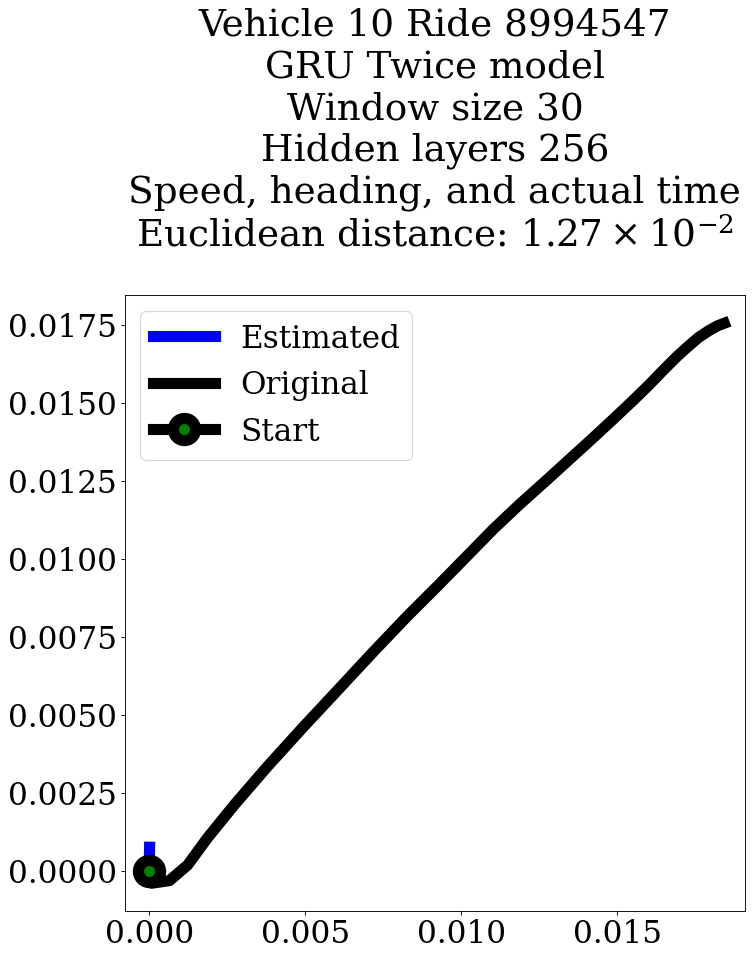 Vehicle 10 Ride 8994547
GRU Twice model
Window size 30
Hidden layers 256
Speed, heading, and actual time
Euclidean distance: 1.27 × 10⁻²
Estimated
Original
Start
0.0175
0.0150
0.0125
0.0100
0.0075
0.0050
0.0025
0.0000
0.000 0.005 0.010 0.015